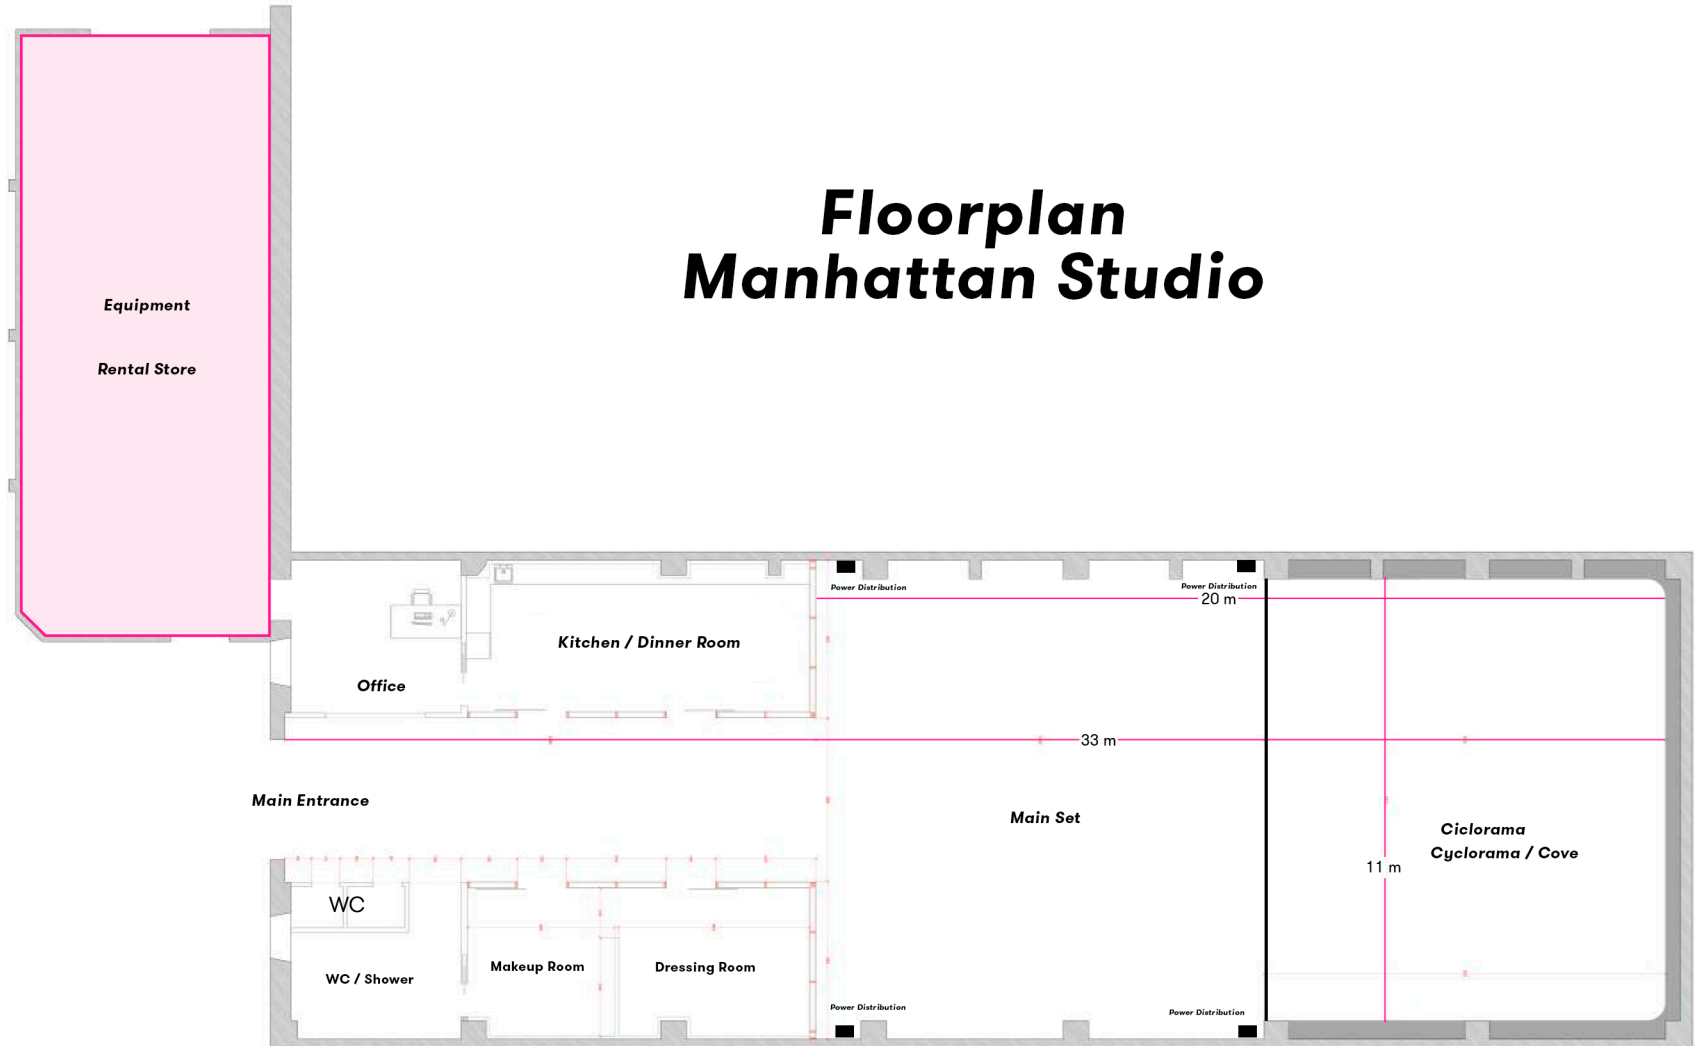 Floorplan
Manhattan Studio
Equipment
Rental Store
Power Distribution
Power Distribution
20 m
Kitchen / Dinner Room
Office
33 m
Main Entrance
Main Set
Ciclorama
Cyclorama / Cove
11 m
WC
Makeup Room
Dressing Room
WC / Shower
Power Distribution
Power Distribution